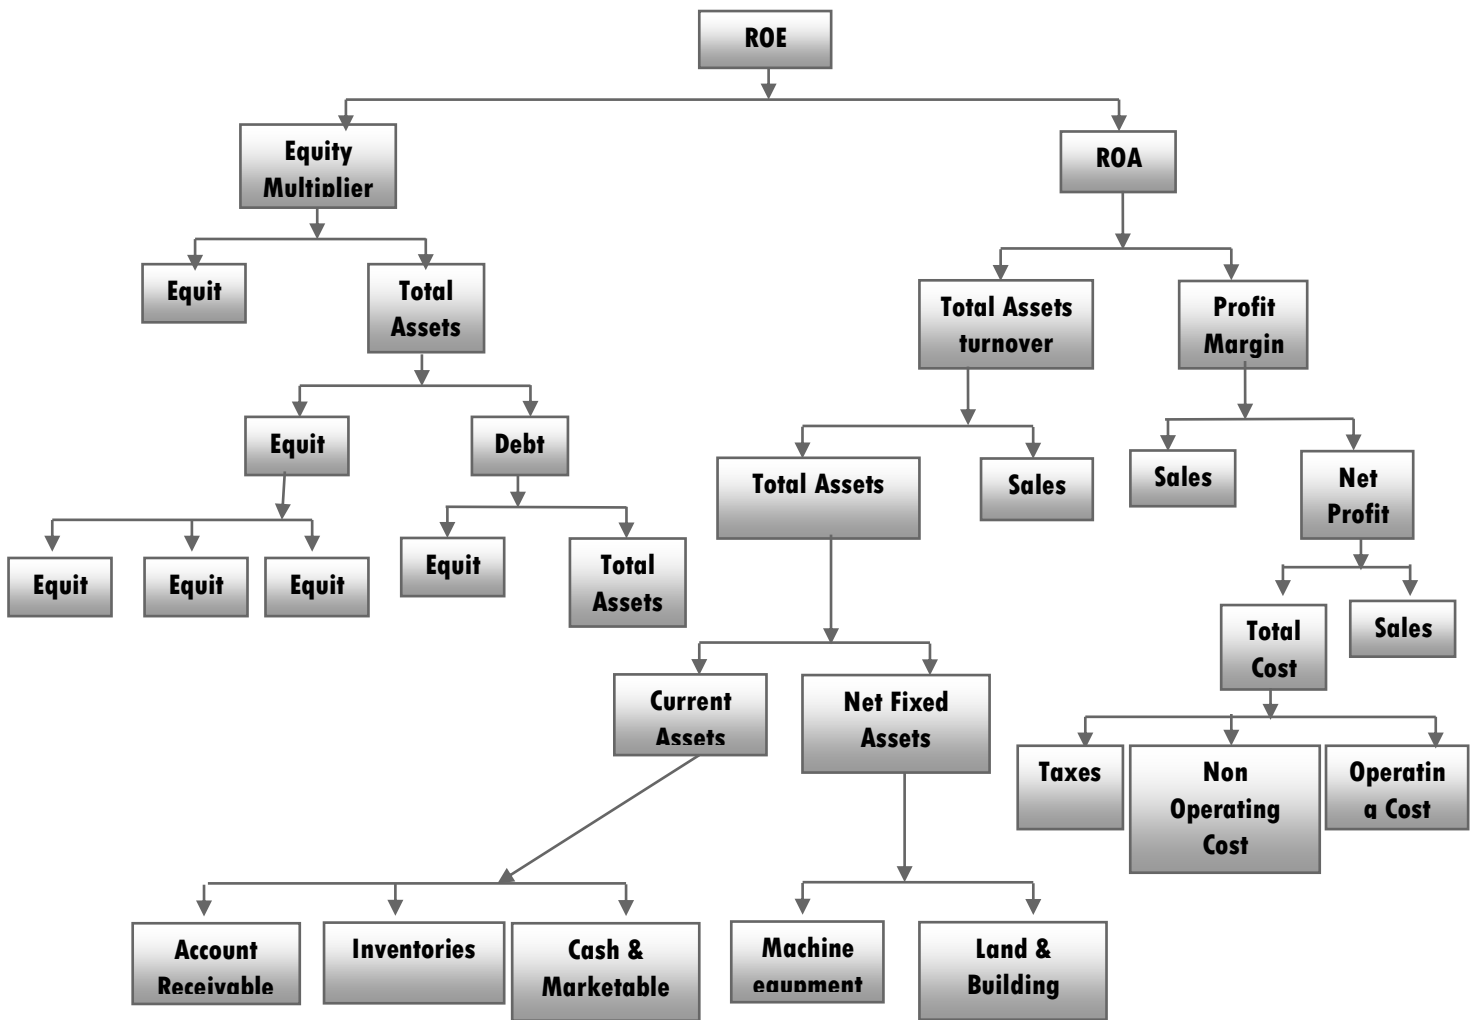 ROE
Equity
Multiplier
ROA
Equit
Total
Assets
Total Assets
turnover
Profit
Margin
Equit
Debt
Total Assets
Sales
Sales
Net
Profit
Equit
Equit
Equit
Equit
Total
Assets
Total
Cost
Sales
Current
Assets
Net Fixed
Assets
Taxes
Non
Operating
Cost
Operatin
g Cost
Account
Receivable
Inventories
Cash &
Marketable
Machine
equpment
Land &
Building